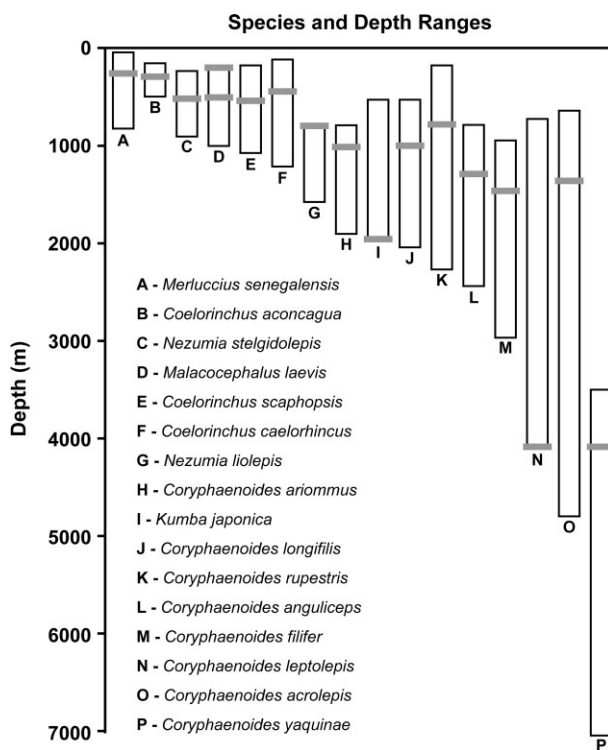 Species and Depth Ranges
Depth (m)
0
1000
2000
3000
4000
5000
6000
7000
A
B
C
D
E
F
G
H
I
J
K
L
M
N
O
P
A - Merluccius senegalensis
B - Coelorinchus aconcagua
C - Nezumia stelgidolepis
D - Malacocephalus laevis
E - Coelorinchus scaphopsis
F - Coelorinchus caelorhincus
G - Nezumia liolepis
H - Coryphaenoides ariommus
I - Kumba japonica
J - Coryphaenoides longifilis
K - Coryphaenoides rupestris
L - Coryphaenoides anguliceps
M - Coryphaenoides filifer
N - Coryphaenoides leptolepis
O - Coryphaenoides acrolepis
P - Coryphaenoides yaquinae